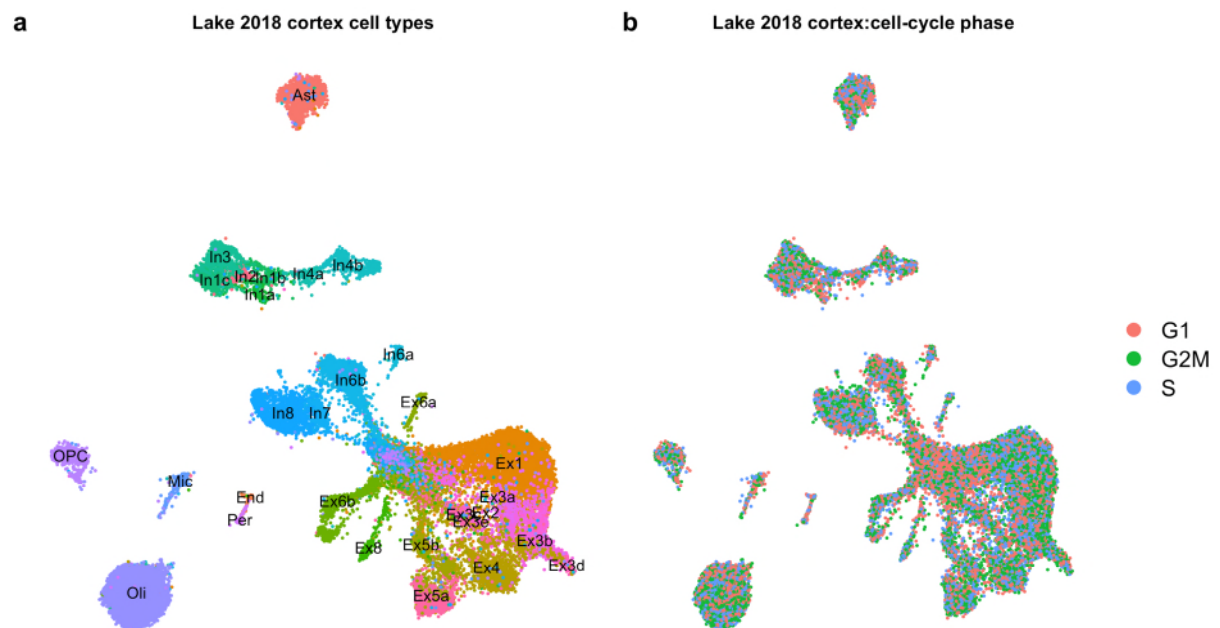 a
Lake 2018 cortex cell types
b
Lake 2018 cortex:cell-cycle phase
Ast
In3
In1c
In2
In1b
In1a
In4a
In4b
In6a
In6b
In8
In7
Ex6a
OPC
Mic
End
Per
Ex1
Ex3a
Ex2
Ex3e
Ex6b
Ex8
Ex5b
Ex3b
Ex3d
Ex4
Ex5a
Oli
G1
G2M
S